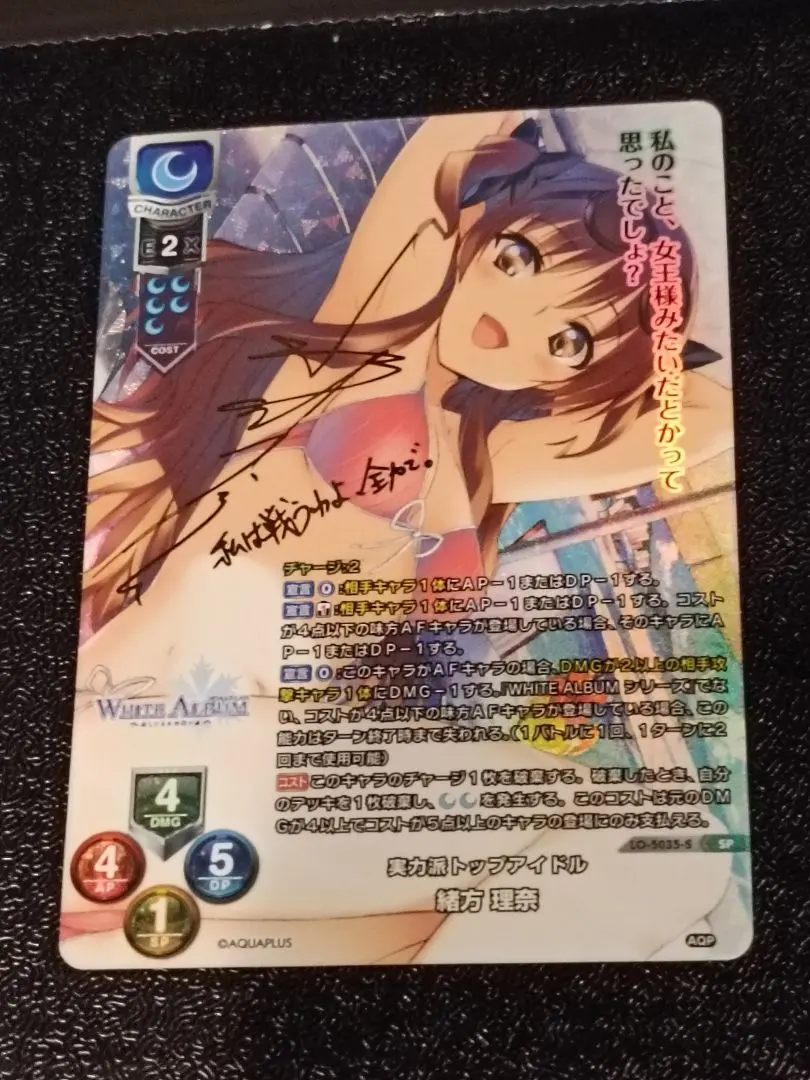 CHARACTER
EX 2
COST
私のこと、女王様みたいだとかって
思ったでしょ?
私は戦うわよ、全力で。
チャージ:2
宣言 0:相手キャラ1体にAP-1またはDP-1する。
宣言:相手キャラ1体にAP-1またはDP-1する。コスト
が4点以下の味方AFキャラが登場している場合、そのキャラにA
P-1またはDP-1する。
宣言 0:このキャラがAFキャラの場合、DMGが2以上の相手攻
撃キャラ1体にDMG-1する。『WHITE ALBUM シリーズ』でな
い、コストが4点以下の味方AFキャラが登場している場合、この
能力はターン終了時まで失われる。(1バトルに1回、1ターンに2
回まで使用可能)
コスト このキャラのチャージ1枚を破棄する。破棄したとき、自分
のデッキを1枚破棄し、を発生する。このコストは元のDM
Gが4以上でコストが5点以上のキャラの登場にのみ支払える。
WHITE ALBUM
4
DMG
4
AP
5
DP
1
SP
LO-5035-S SP
実力派トップアイドル
緒方 理奈
©AQUAPLUS
AQP